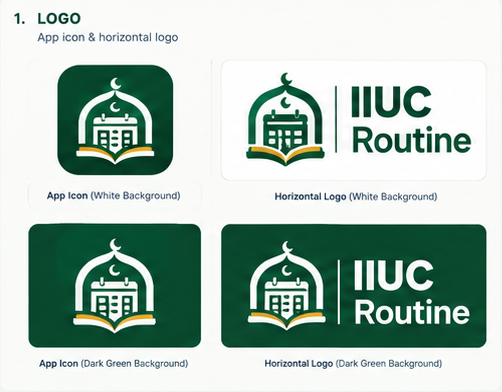 1. LOGO
App icon & horizontal logo
IIUC
Routine
App Icon (White Background)
Horizontal Logo (White Background)
IIUC
Routine
App Icon (Dark Green Background)
Horizontal Logo (Dark Green Background)